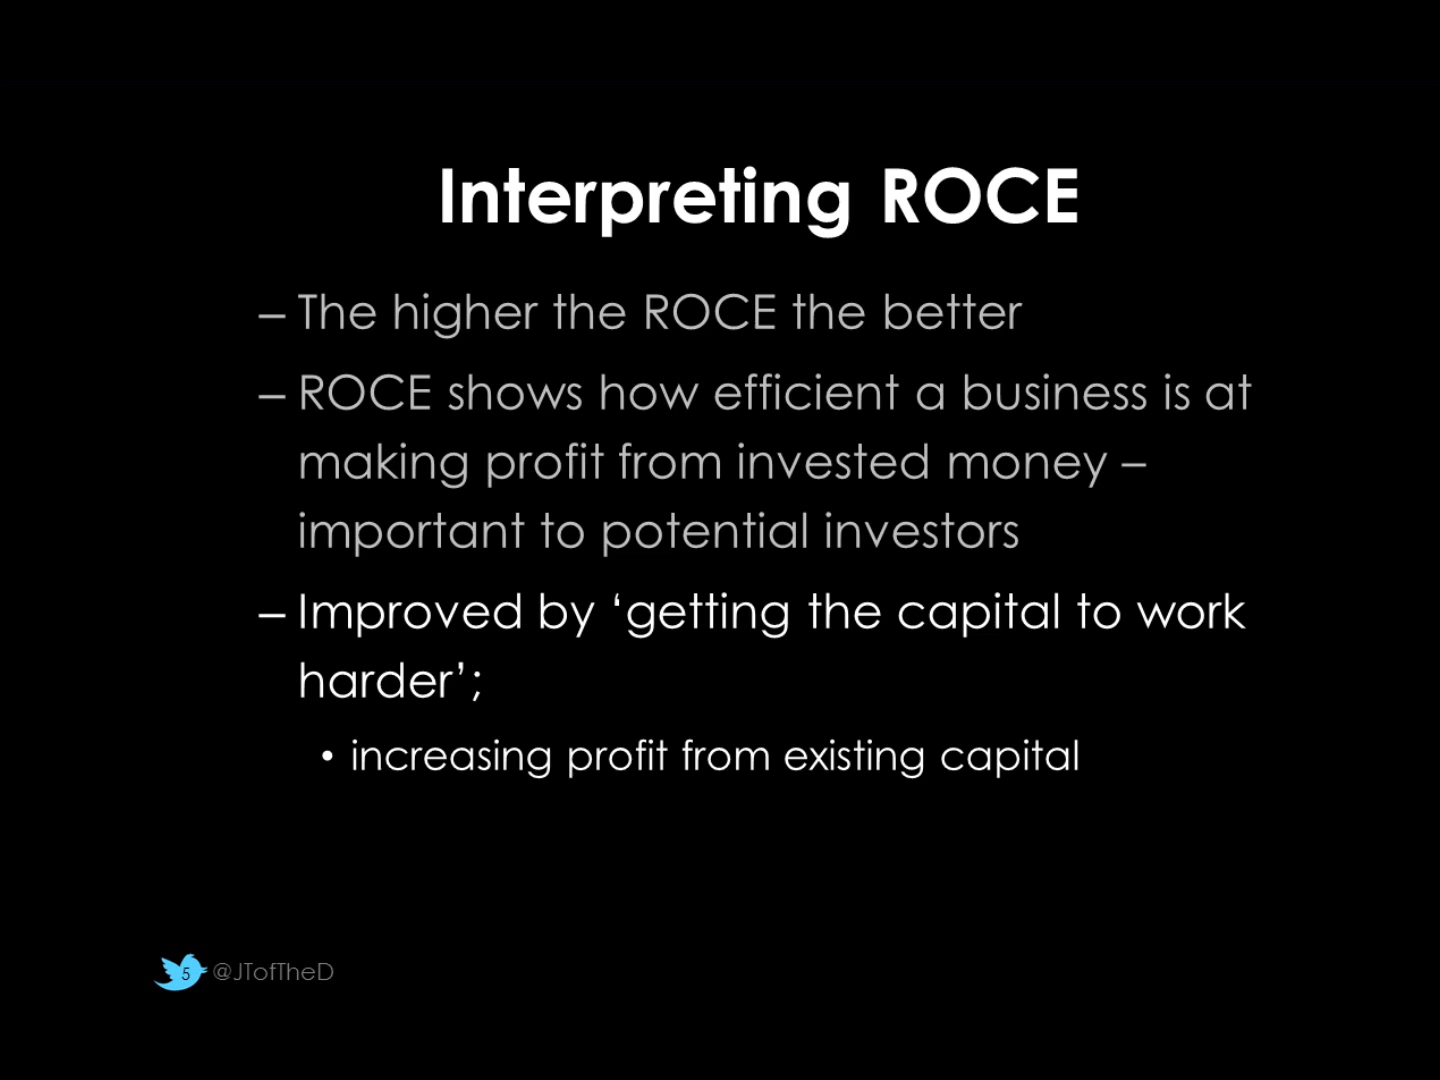 Interpreting ROCE
– The higher the ROCE the better
– ROCE shows how efficient a business is at
making profit from invested money –
important to potential investors
– Improved by ‘getting the capital to work
harder’;
• increasing profit from existing capital
5 @JTofTheD